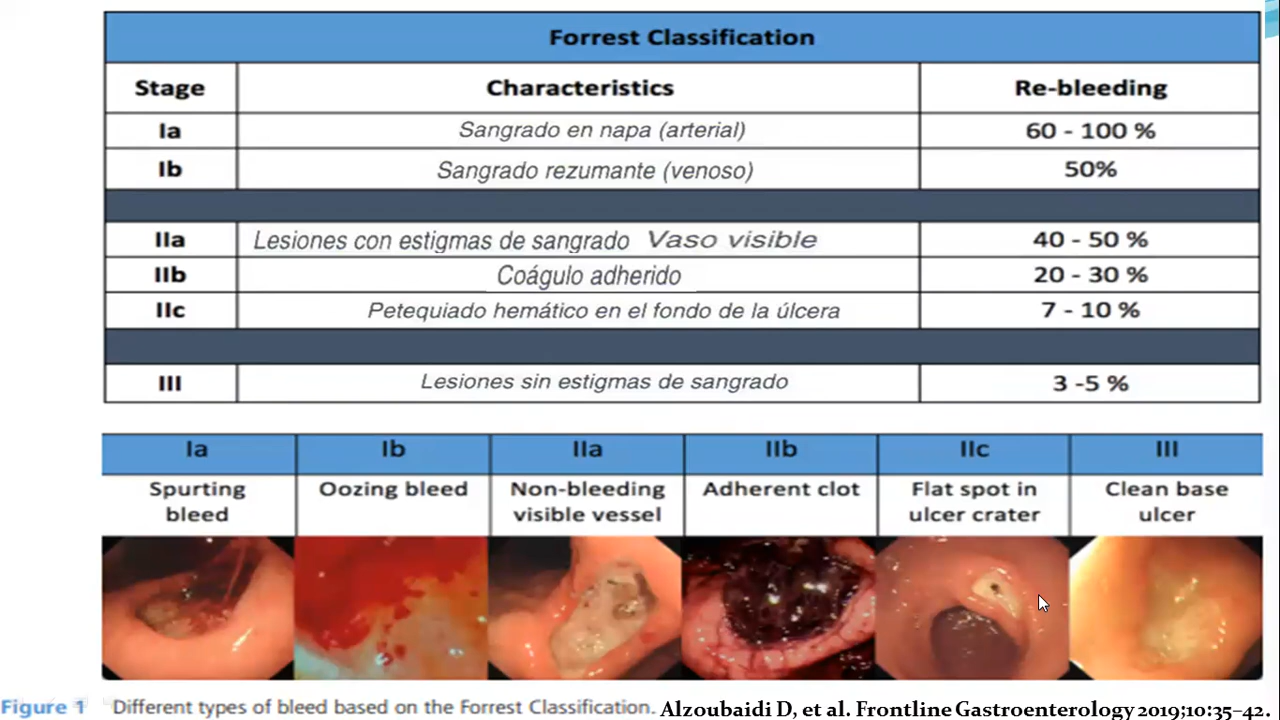 Forrest Classification
Stage Characteristics Re-bleeding
Ia Sangrado en napa (arterial) 60 - 100 %
Ib Sangrado rezumante (venoso) 50%
IIa Lesiones con estigmas de sangrado Vaso visible 40 - 50 %
IIb Coágulo adherido 20 - 30 %
IIc Petequiado hemático en el fondo de la úlcera 7 - 10 %
III Lesiones sin estigmas de sangrado 3 -5 %
Ia Ib IIa IIb IIc III
Spurting Oozing bleed Non-bleeding Adherent clot Flat spot in Clean base
bleed visible vessel ulcer crater ulcer
Figure 1 Different types of bleed based on the Forrest Classification. Alzoubaidi D, et al. Frontline Gastroenterology 2019;10:35–42.